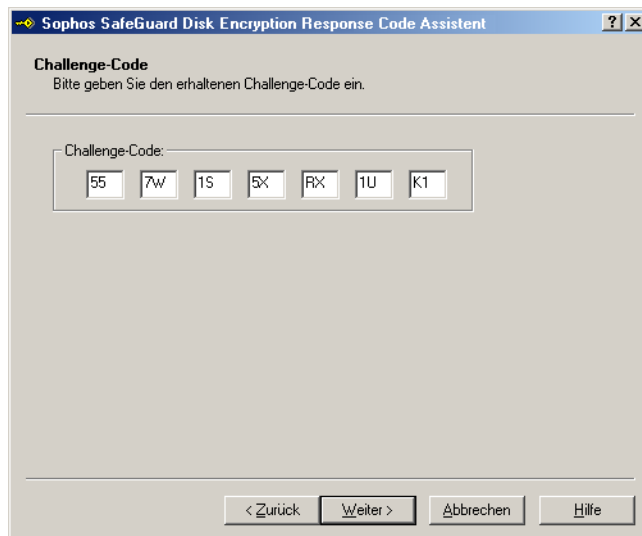 Sophos SafeGuard Disk Encryption Response Code Assistent
Challenge-Code
Bitte geben Sie den erhaltenen Challenge-Code ein.
Challenge-Code:
55 7W 1S 5X RX 1U K1
< Zurück Weiter > Abbrechen Hilfe